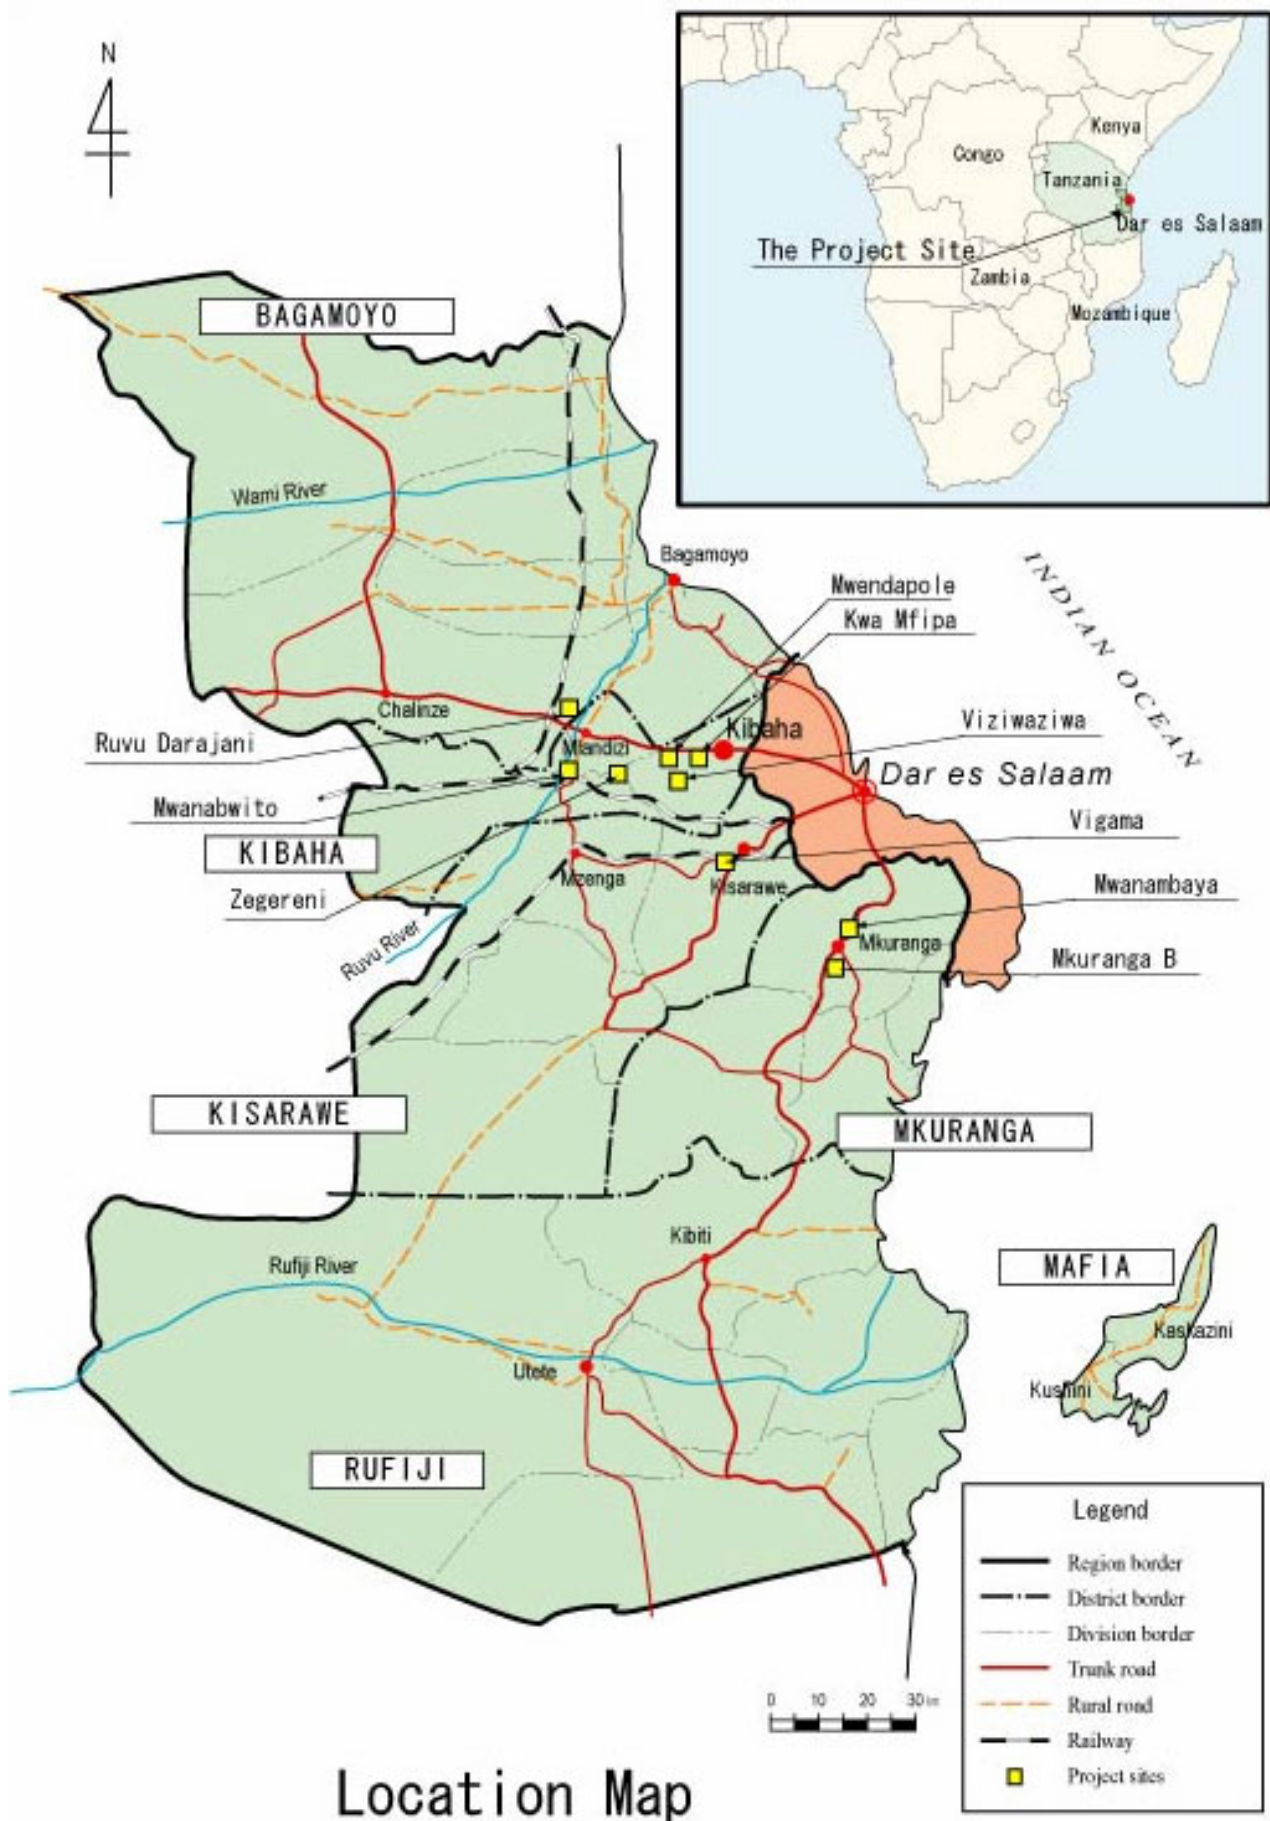 N
Kenya
Congo
Tanzania
Dar es Salaam
The Project Site
Zambia
Mozambique
BAGAMOYO
Wami River
Bagamoyo
Mwendapole
Kwa Mfipa
INDIAN OCEAN
Chalinze
Viziwaziwa
Ruvu Darajani
Mlandizi
Kibaha
Dar es Salaam
Mwanabwito
Vigama
KIBAHA
Mzenga
Kisarawe
Mwanambaya
Zegereni
Ruvu River
Mkuranga
Mkuranga B
KISARAWE
MKURANGA
Kibiti
Rufiji River
MAFIA
Kaskazini
Utete
Kushini
RUFIJI
Legend
Region border
District border
Division border
Trunk road
Rural road
Railway
Project sites
0 10 20 30 km
Location Map